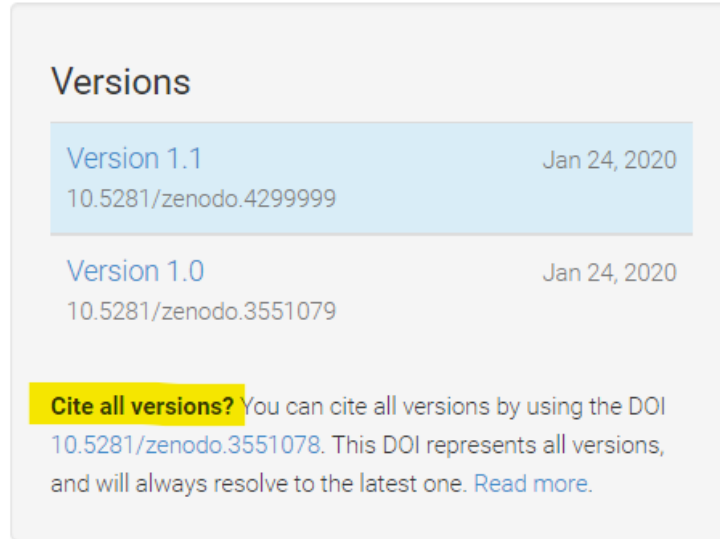 Versions
Version 1.1 Jan 24, 2020
10.5281/zenodo.4299999
Version 1.0 Jan 24, 2020
10.5281/zenodo.3551079
Cite all versions? You can cite all versions by using the DOI
10.5281/zenodo.3551078. This DOI represents all versions,
and will always resolve to the latest one. Read more.